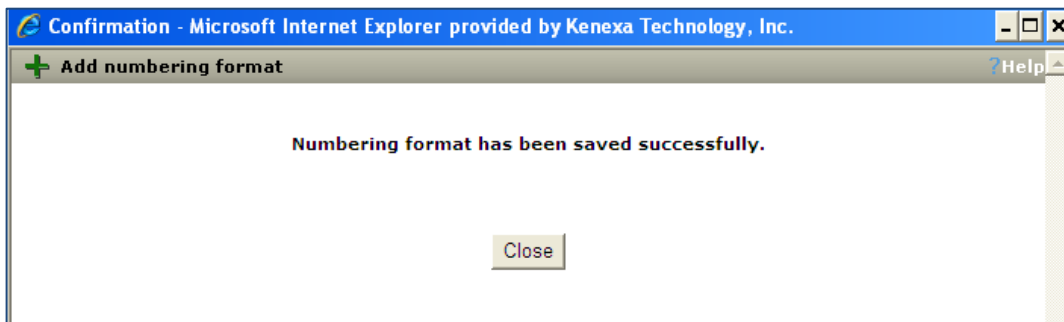 Confirmation - Microsoft Internet Explorer provided by Kenexa Technology, Inc.
Add numbering format ?Help
Numbering format has been saved successfully.
Close